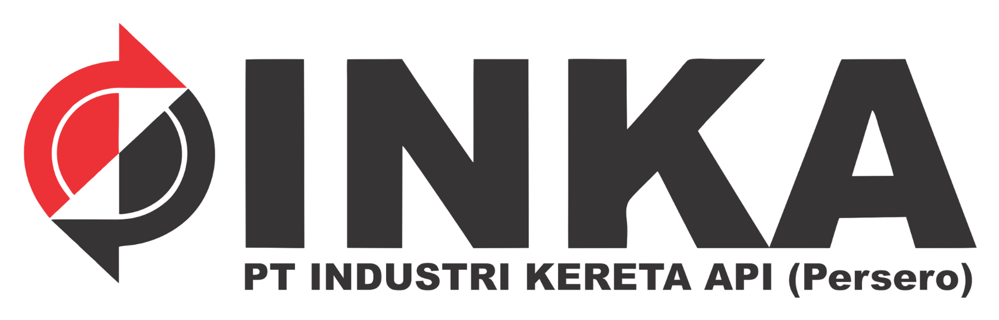 INKA
PT INDUSTRI KERETA API (Persero)